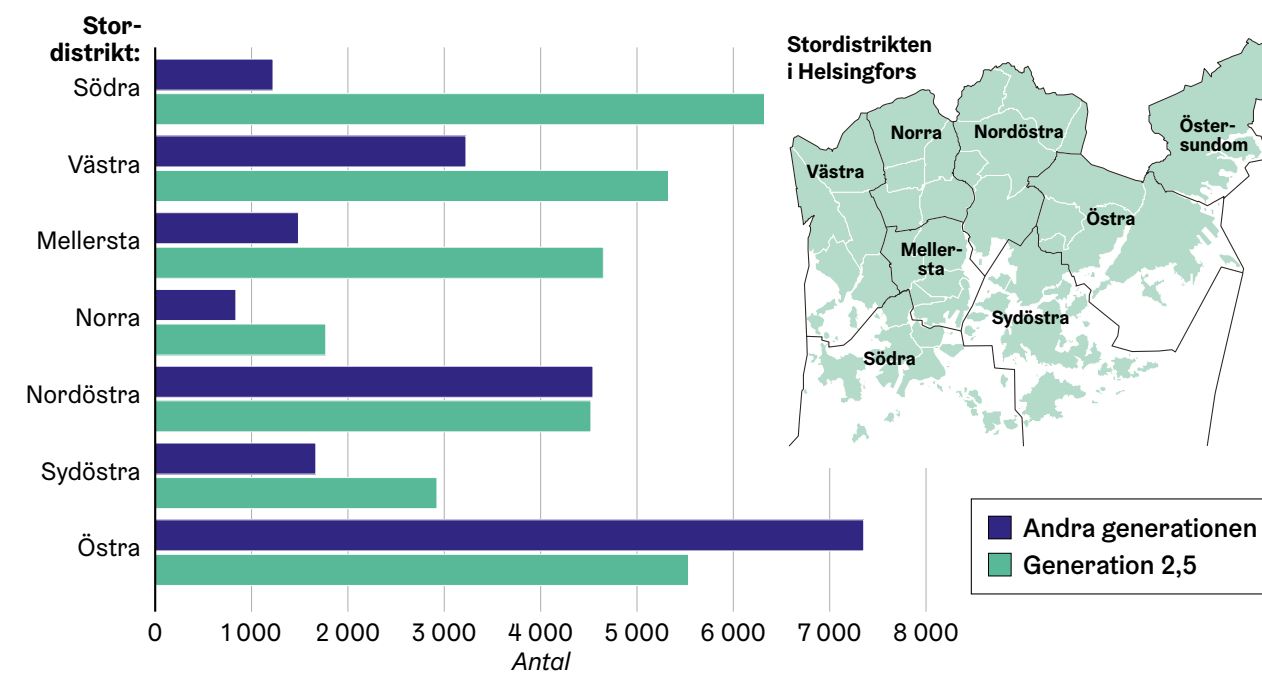 Stor-
distrikt:
Södra
Västra
Mellersta
Norra
Nordöstra
Sydöstra
Östra
0 1 000 2 000 3 000 4 000 5 000 6 000 7 000 8 000
Antal
Stordistrikten
i Helsingfors
Norra
Nordöstra
Öster-
sundom
Västra
Östra
Meller-
sta
Sydöstra
Södra
Andra generationen
Generation 2,5